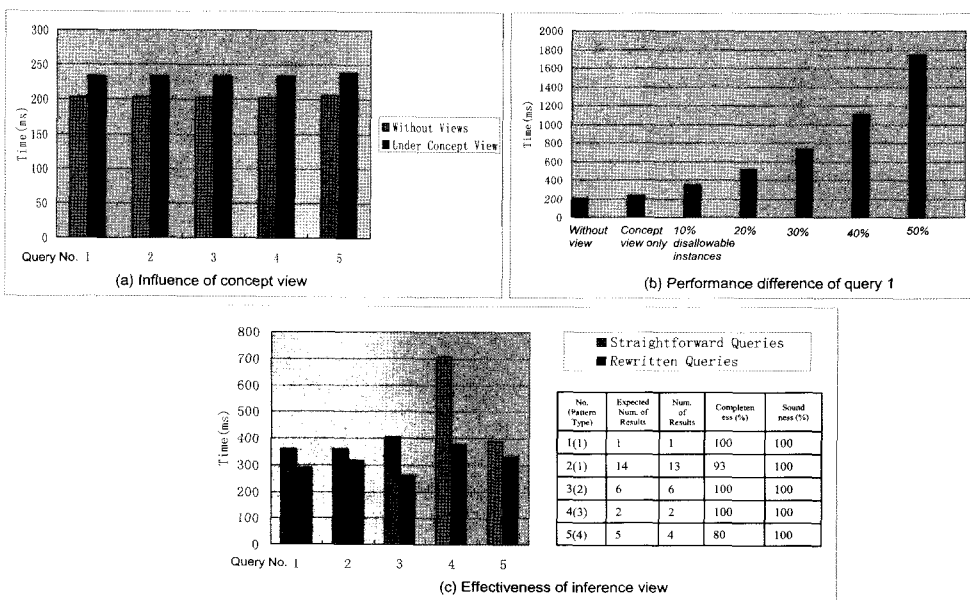 300
250
200
150
100
50
0
Time(ms)
Without Views
Under Concept View
Query No. 1 2 3 4 5
(a) Influence of concept view
2000
1800
1600
1400
1200
1000
800
600
400
200
0
Time(ms)
Without view
Concept view only
10% disallowable instances
20%
30%
40%
50%
(b) Performance difference of query 1
800
700
600
500
400
300
200
100
0
Time(ms)
Straightforward Queries
Rewritten Queries
Query No. 1 2 3 4 5
No. (Pattern Type) Expected Num. of Results Num. of Results Completen ess (%) Sound ness (%)
1(1) 1 1 100 100
2(1) 14 13 93 100
3(2) 6 6 100 100
4(3) 2 2 100 100
5(4) 5 4 80 100
(c) Effectiveness of inference view